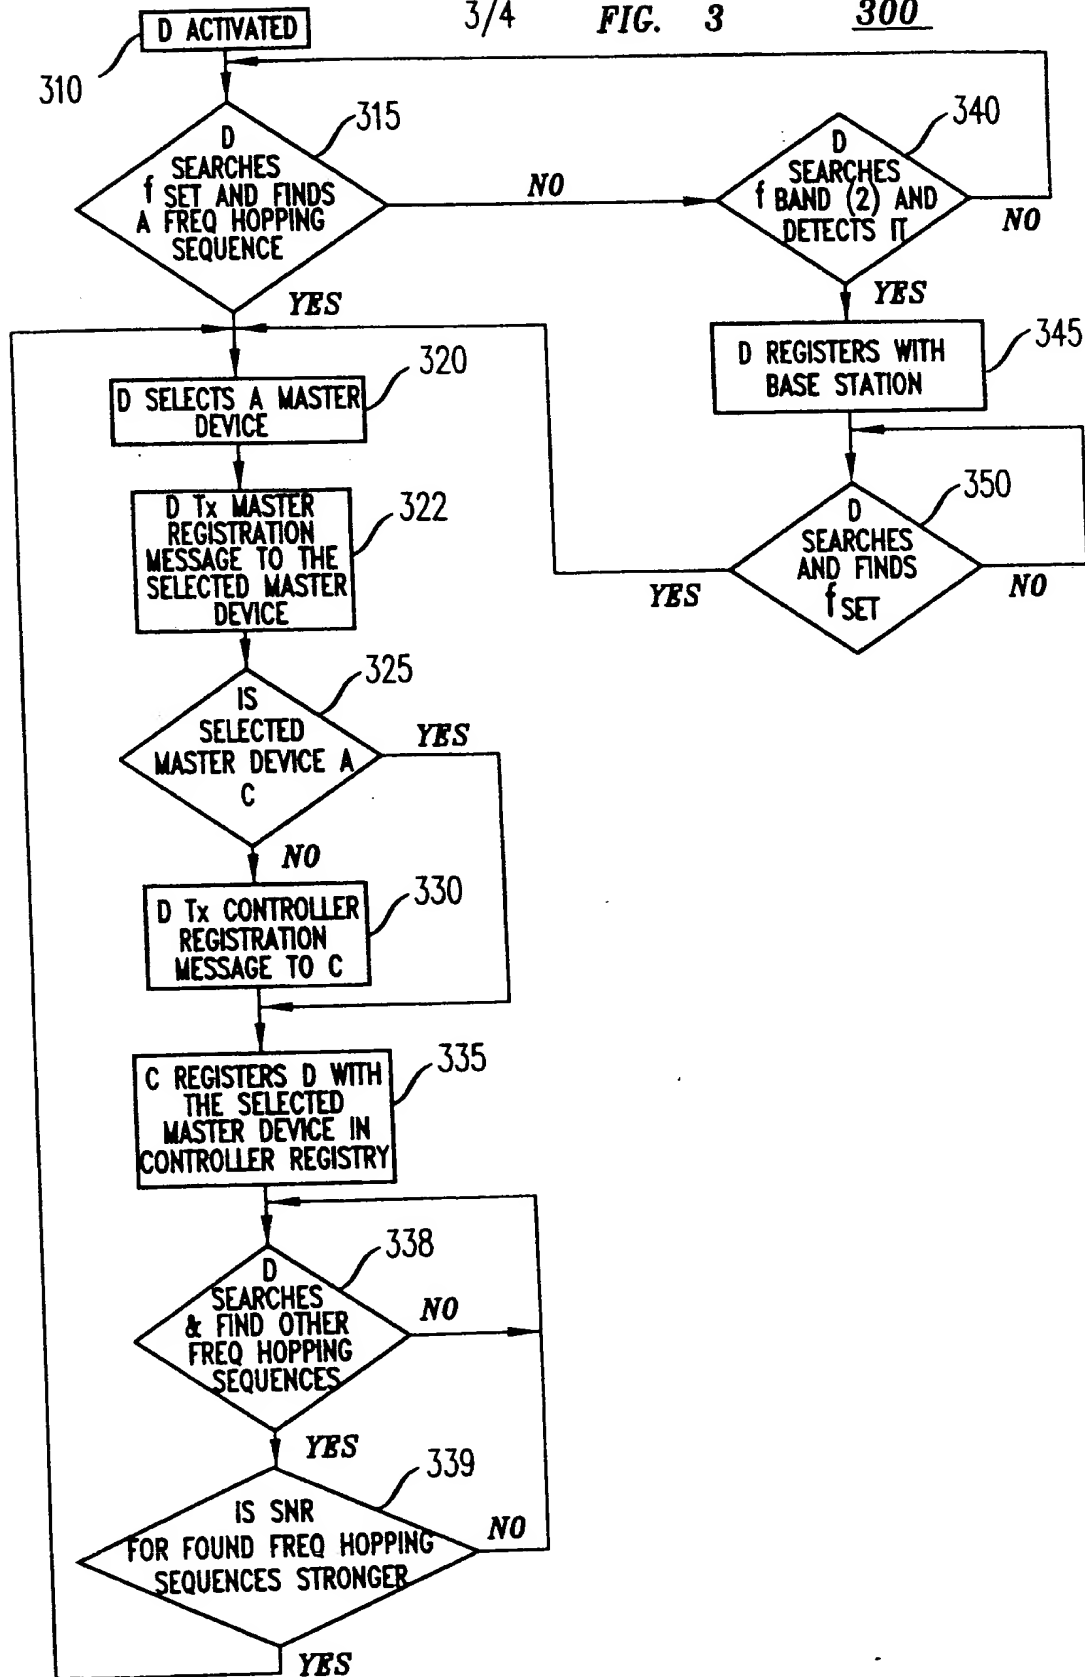 3/4 FIG. 3 300
D ACTIVATED
310
315
D
SEARCHES
f SET AND FINDS
A FREQ HOPPING
SEQUENCE
NO
YES
340
D
SEARCHES
f BAND (2) AND
DETECTS IT
NO
YES
345
D REGISTERS WITH
BASE STATION
350
D
SEARCHES
AND FINDS
f SET
YES
NO
320
D SELECTS A MASTER
DEVICE
322
D Tx MASTER
REGISTRATION
MESSAGE TO THE
SELECTED MASTER
DEVICE
325
IS
SELECTED
MASTER DEVICE A
C
YES
NO
330
D Tx CONTROLLER
REGISTRATION
MESSAGE TO C
335
C REGISTERS D WITH
THE SELECTED
MASTER DEVICE IN
CONTROLLER REGISTRY
338
D
SEARCHES
& FIND OTHER
FREQ HOPPING
SEQUENCES
NO
YES
339
IS SNR
FOR FOUND FREQ HOPPING
SEQUENCES STRONGER
NO
YES